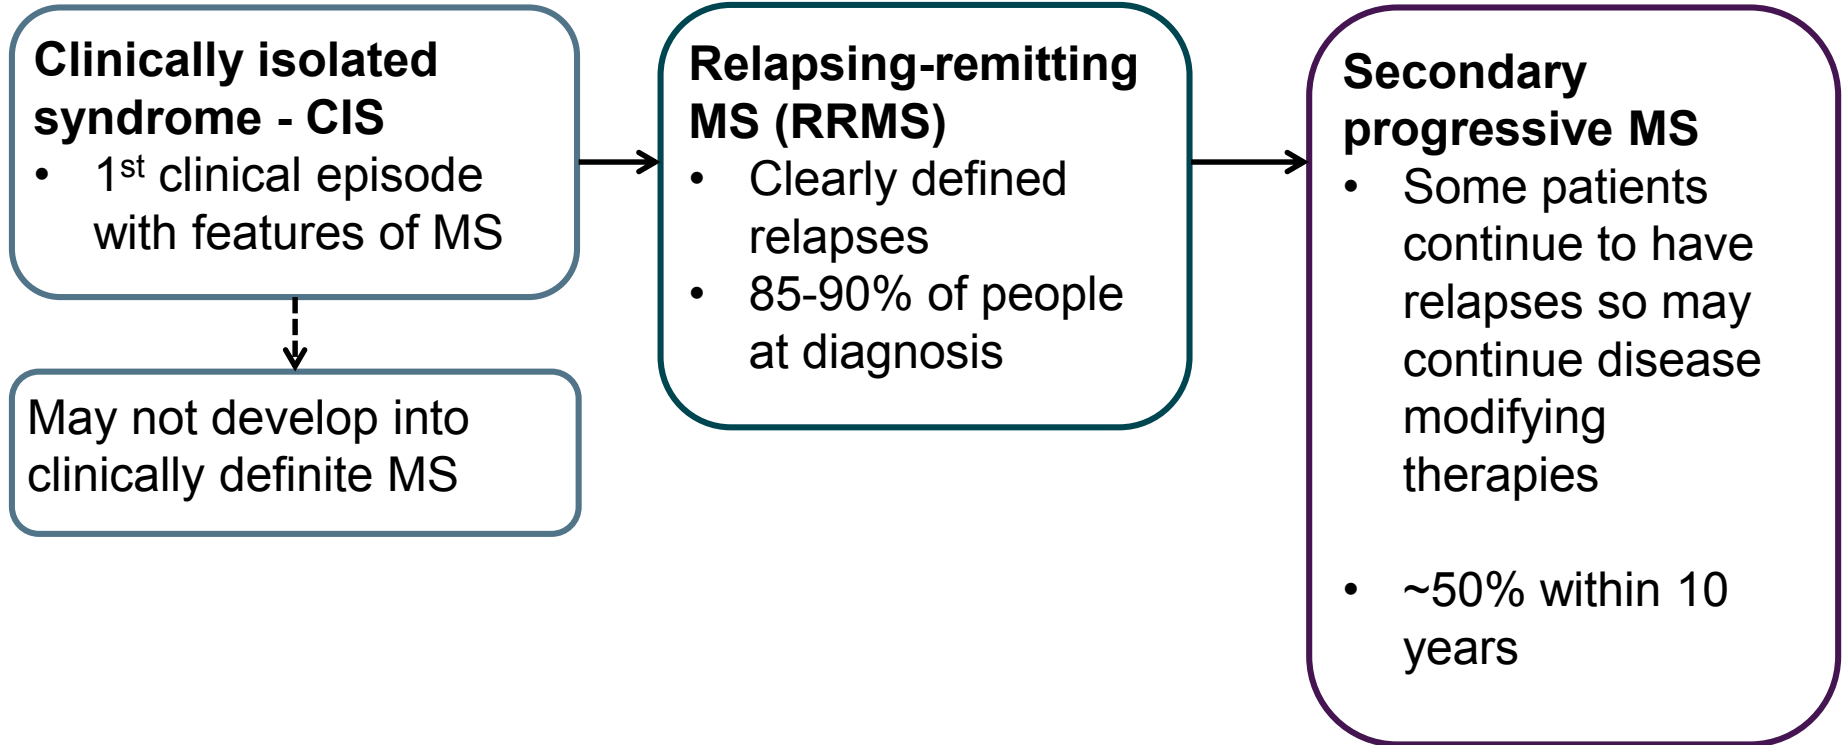 Clinically isolated
syndrome - CIS
• 1st clinical episode
with features of MS
May not develop into
clinically definite MS
Relapsing-remitting
MS (RRMS)
• Clearly defined
relapses
• 85-90% of people
at diagnosis
Secondary
progressive MS
• Some patients
continue to have
relapses so may
continue disease
modifying
therapies
• ~50% within 10
years